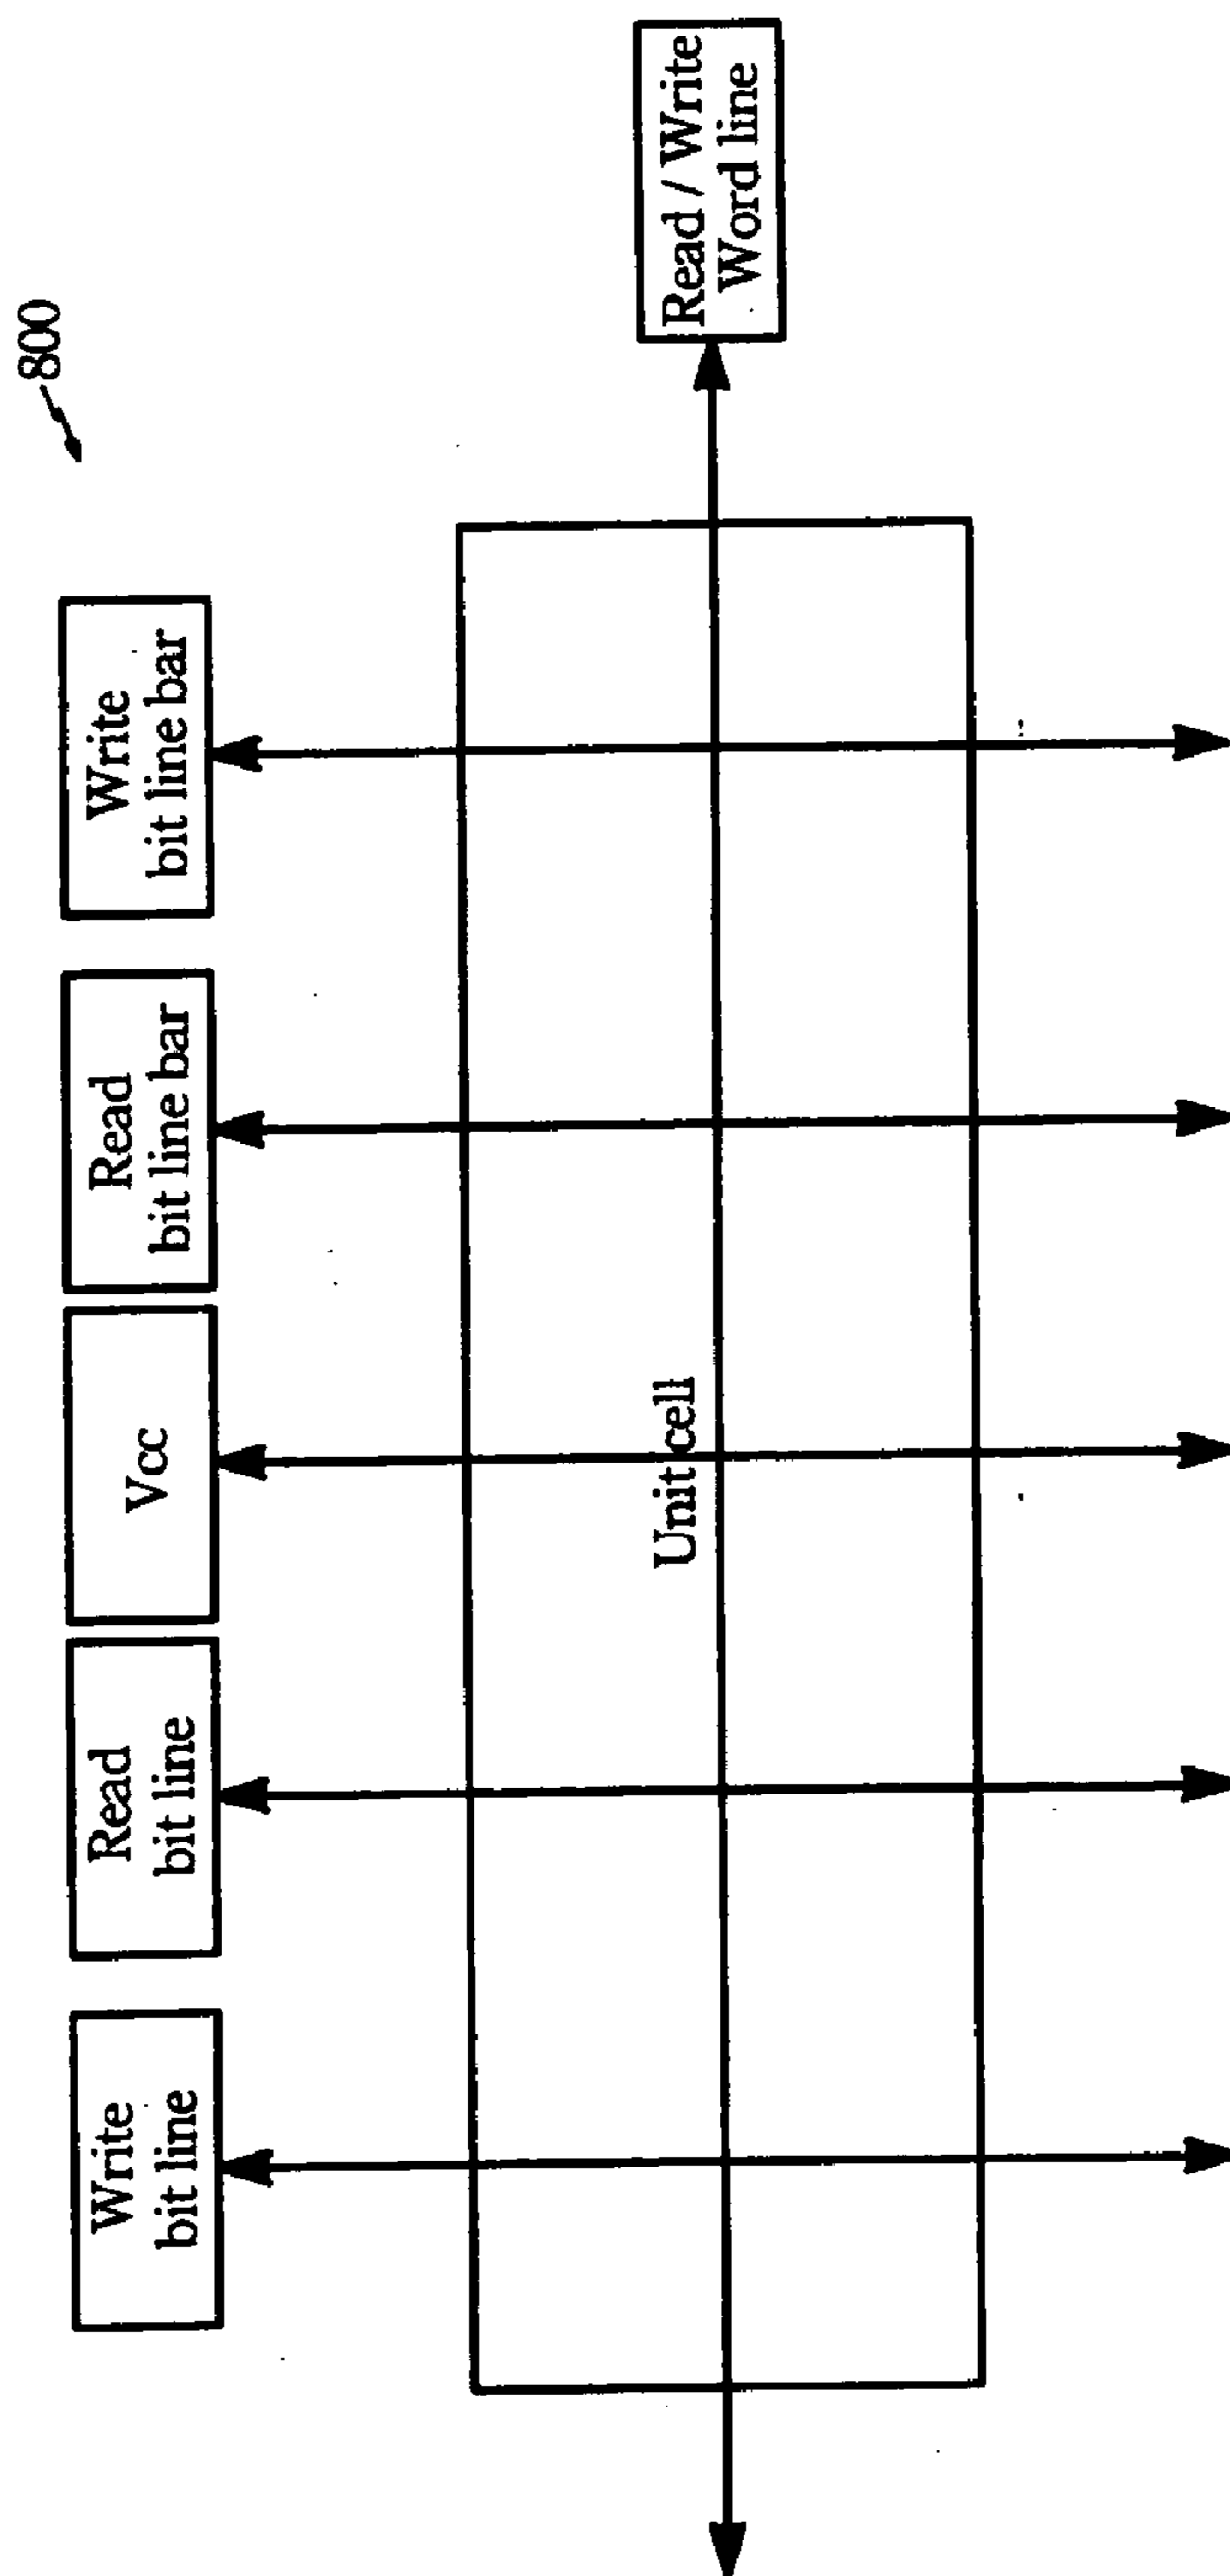 800
Write
bit line
Read
bit line
Vcc
Read
bit line bar
Write
bit line bar
Unit cell
Read / Write
Word line